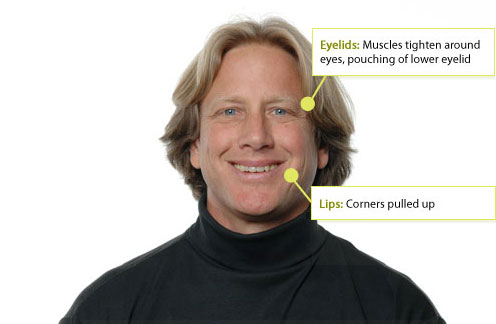 Eyelids: Muscles tighten around
eyes, pouching of lower eyelid
Lips: Corners pulled up